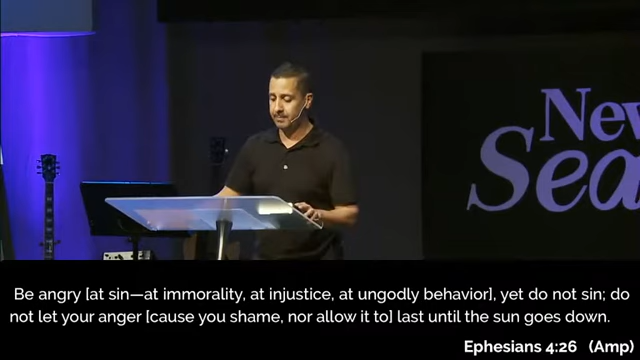 New
Sea
Be angry [at sin—at immorality, at injustice, at ungodly behavior], yet do not sin; do
not let your anger [cause you shame, nor allow it to] last until the sun goes down.
Ephesians 4:26 (Amp)